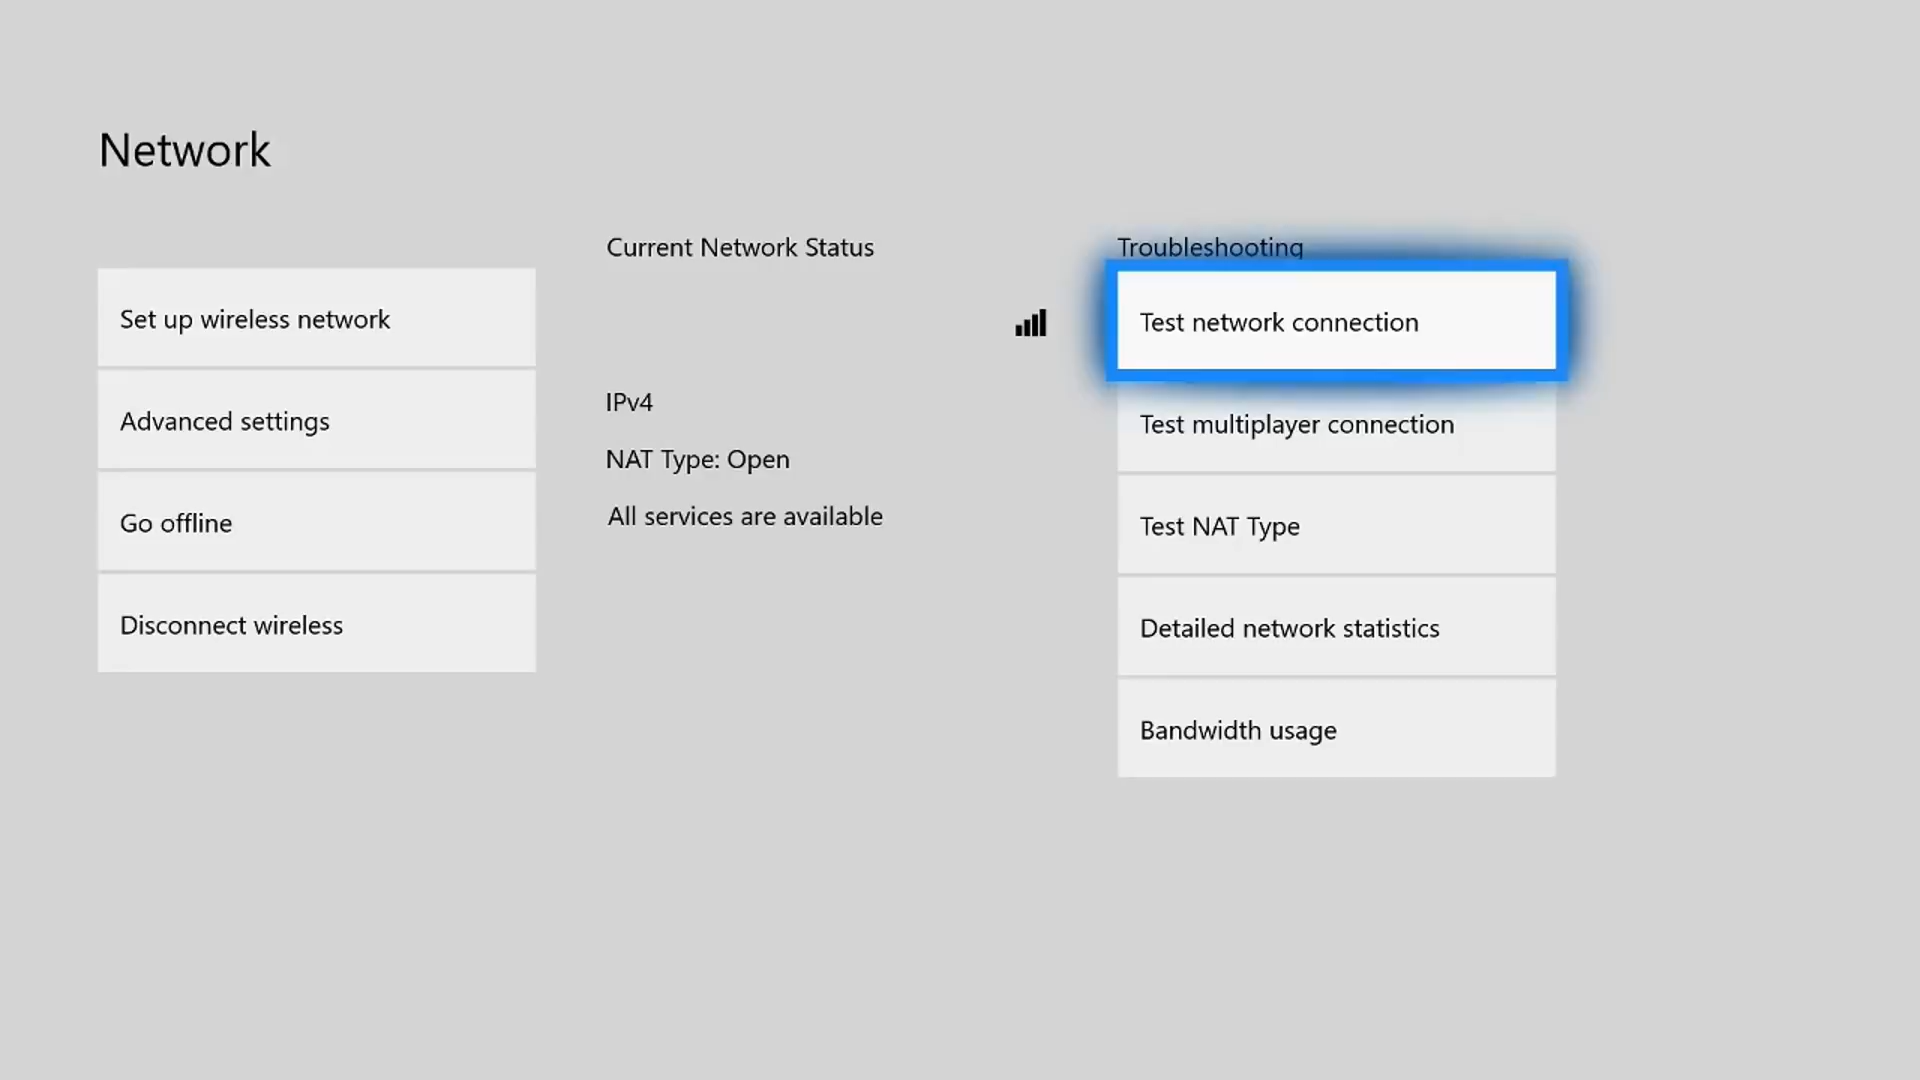 Network
Set up wireless network
Advanced settings
Go offline
Disconnect wireless
Current Network Status
IPv4
NAT Type: Open
All services are available
Troubleshooting
Test network connection
Test multiplayer connection
Test NAT Type
Detailed network statistics
Bandwidth usage